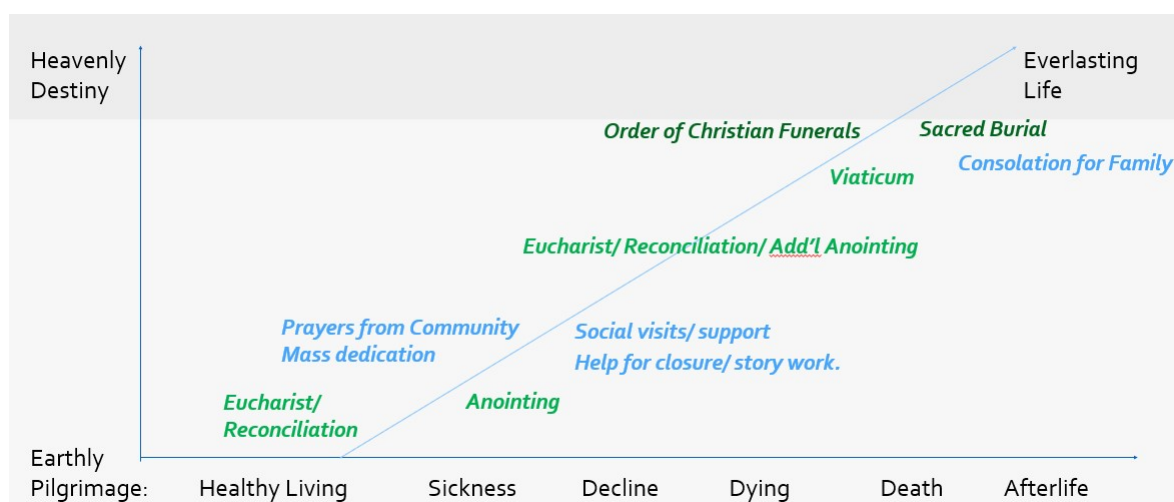 Heavenly
Destiny
Everlasting
Life
Order of Christian Funerals
Sacred Burial
Consolation for Family
Viaticum
Eucharist/ Reconciliation/ Add'l Anointing
Prayers from Community
Mass dedication
Social visits/ support
Help for closure/ story work.
Eucharist/
Reconciliation
Anointing
Earthly
Pilgrimage:
Healthy Living
Sickness
Decline
Dying
Death
Afterlife